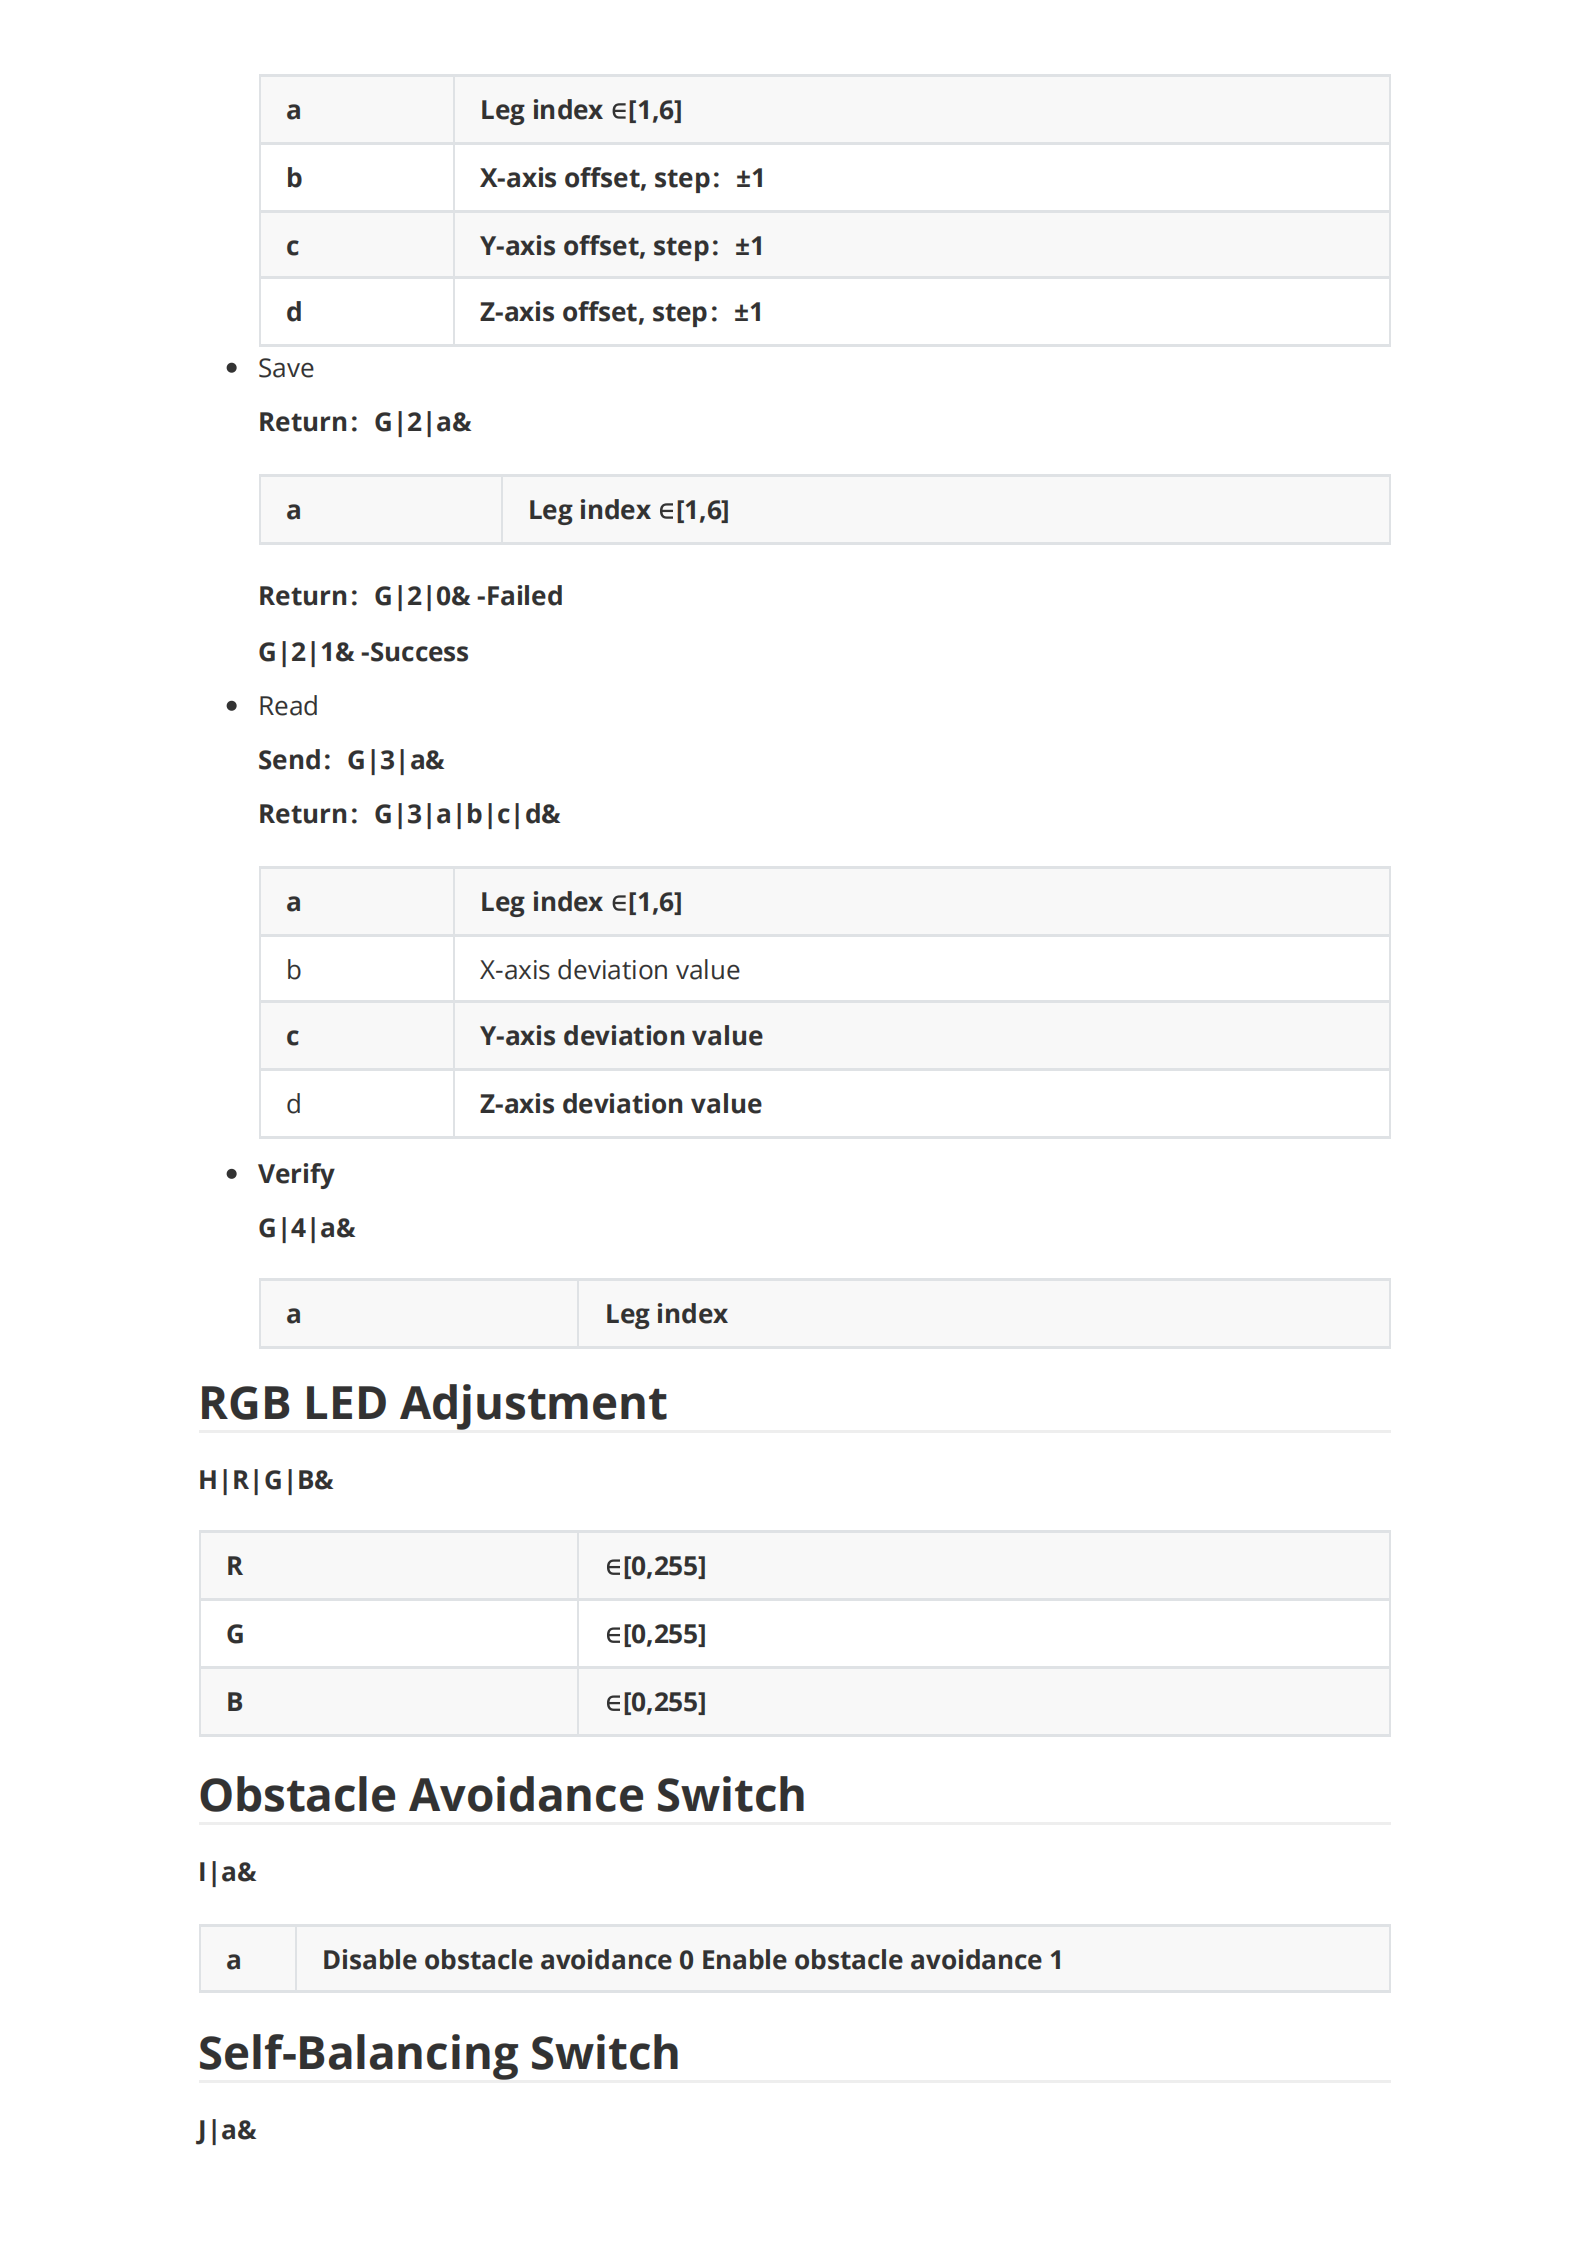 a Leg index ∈[1,6]
b X-axis offset, step： ±1
c Y-axis offset, step： ±1
d Z-axis offset, step： ±1
• Save
Return： G|2|a&
a Leg index ∈[1,6]
Return： G|2|0& -Failed
G|2|1& -Success
• Read
Send： G|3|a&
Return： G|3|a|b|c|d&
a Leg index ∈[1,6]
b X-axis deviation value
c Y-axis deviation value
d Z-axis deviation value
• Verify
G|4|a&
a Leg index
RGB LED Adjustment
H|R|G|B&
R ∈[0,255]
G ∈[0,255]
B ∈[0,255]
Obstacle Avoidance Switch
I|a&
a Disable obstacle avoidance 0 Enable obstacle avoidance 1
Self-Balancing Switch
J|a&